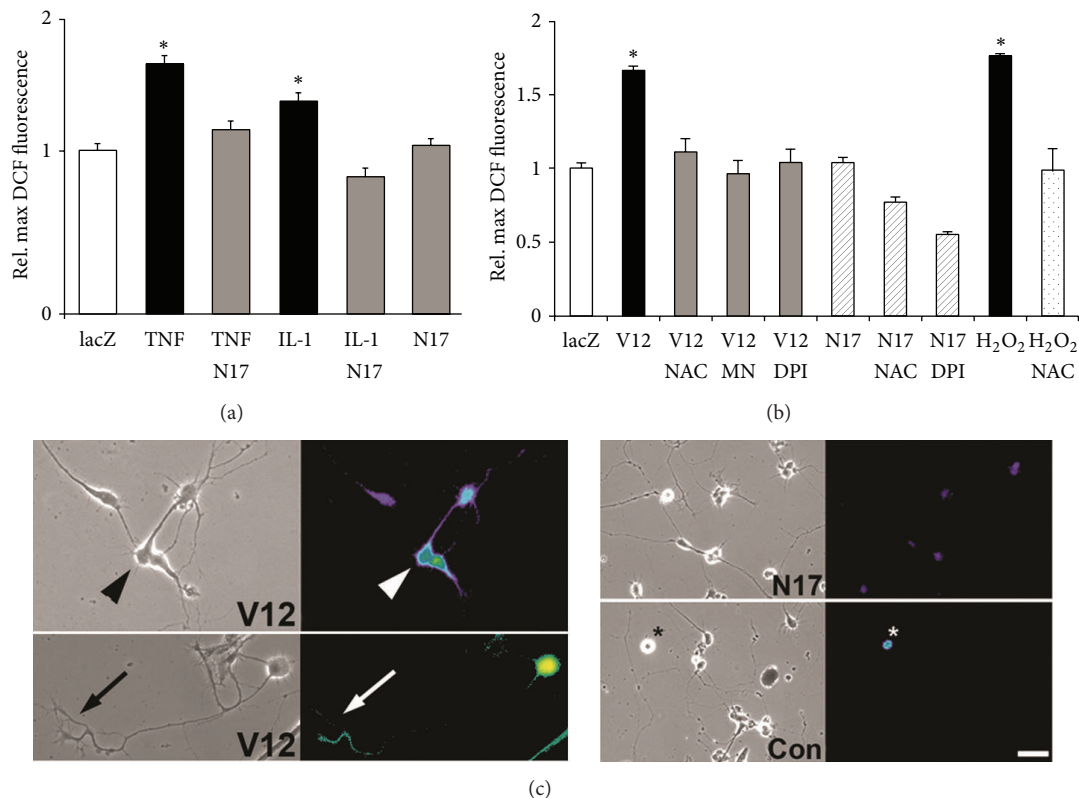 Rel. max DCF fluorescence
2
1
0
*
*
lacZ TNF TNF IL-1 IL-1 N17
N17 N17
(a)
Rel. max DCF fluorescence
2
1.5
1
0.5
0
*
*
lacZ V12 V12 V12 V12 N17 N17 N17 H₂O₂ H₂O₂
NAC MN DPI NAC DPI NAC
(b)
V12
V12
N17
* *
Con
(c)